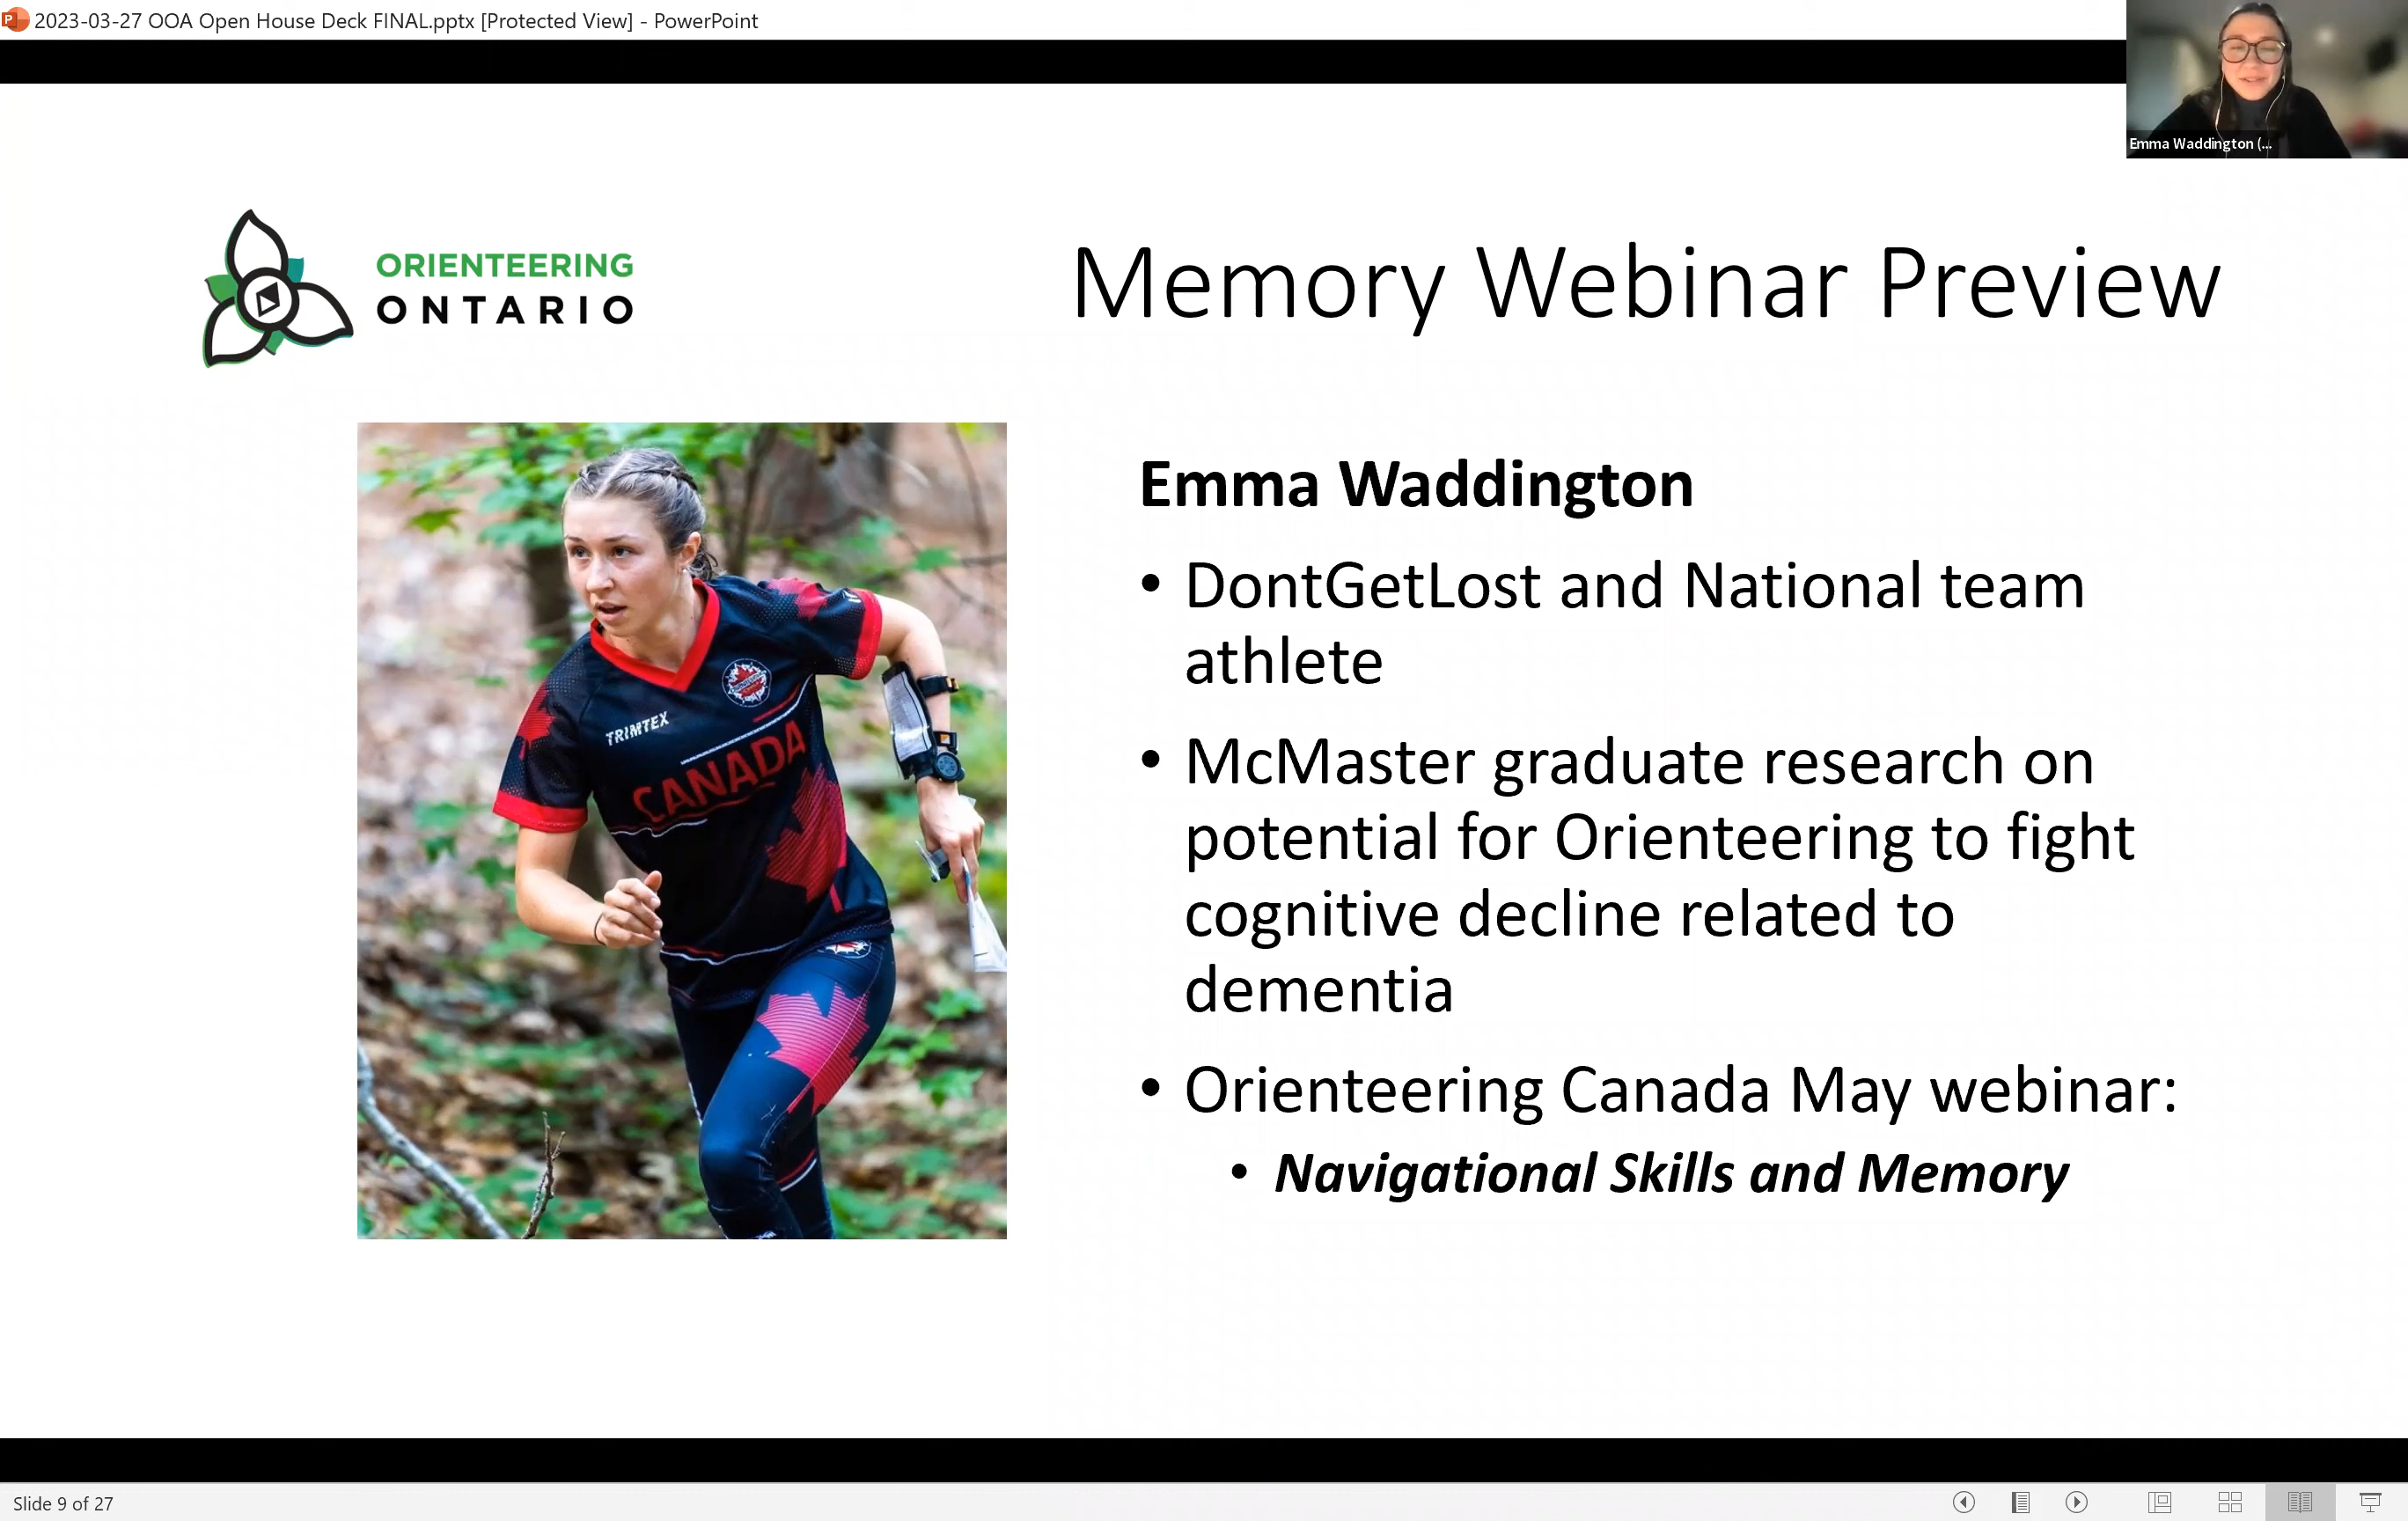 2023-03-27 OOA Open House Deck FINAL.pptx [Protected View] - PowerPoint
Emma Waddington (...
ORIENTEERING
ONTARIO
Memory Webinar Preview
TRIMTEX
CANADA
Emma Waddington
• DontGetLost and National team
athlete
• McMaster graduate research on
potential for Orienteering to fight
cognitive decline related to
dementia
• Orienteering Canada May webinar:
• Navigational Skills and Memory
Slide 9 of 27